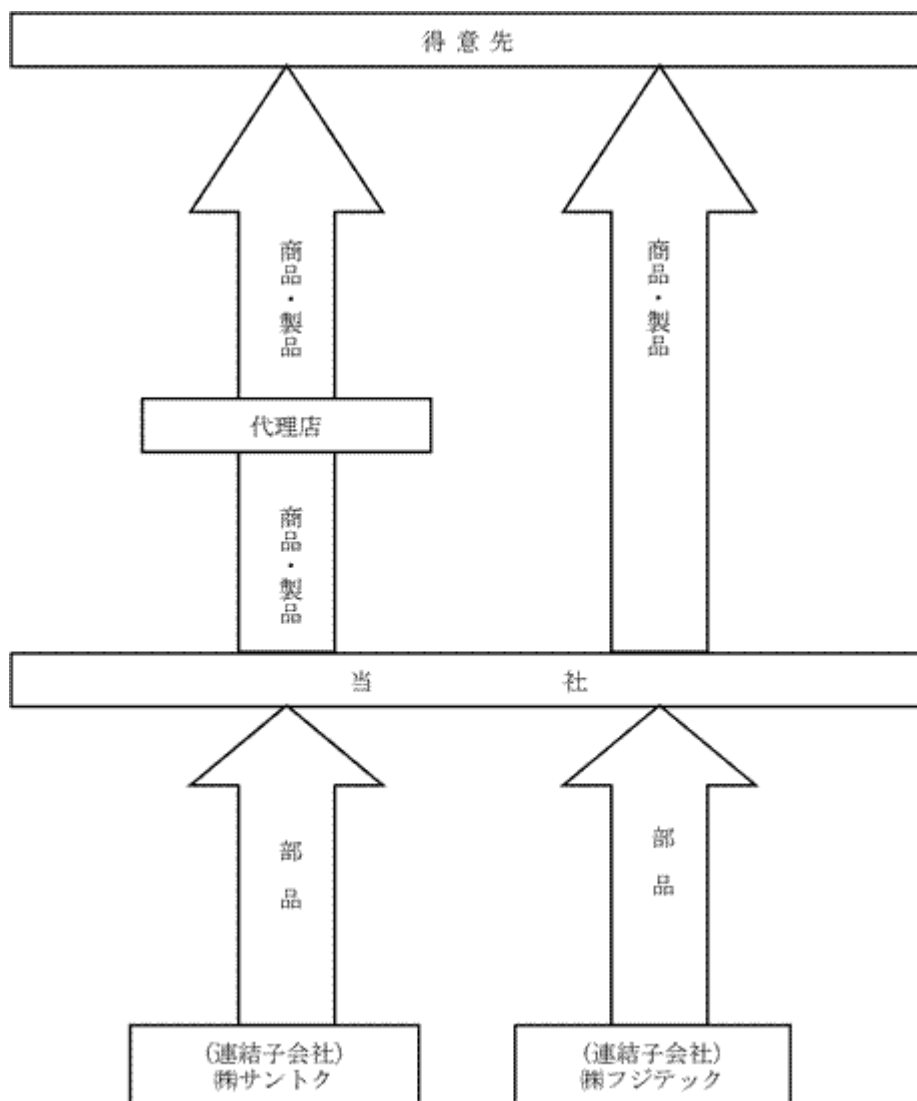 得意先
商品・製品
商品・製品
代理店
商品・製品
当社
部品
部品
(連結子会社)
㈱サントク
(連結子会社)
㈱フジテック